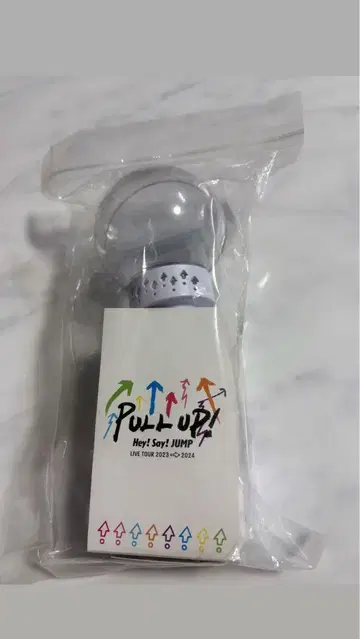 PULL UP!
Hey! Say! JUMP
LIVE TOUR 2023 ⇨ 2024